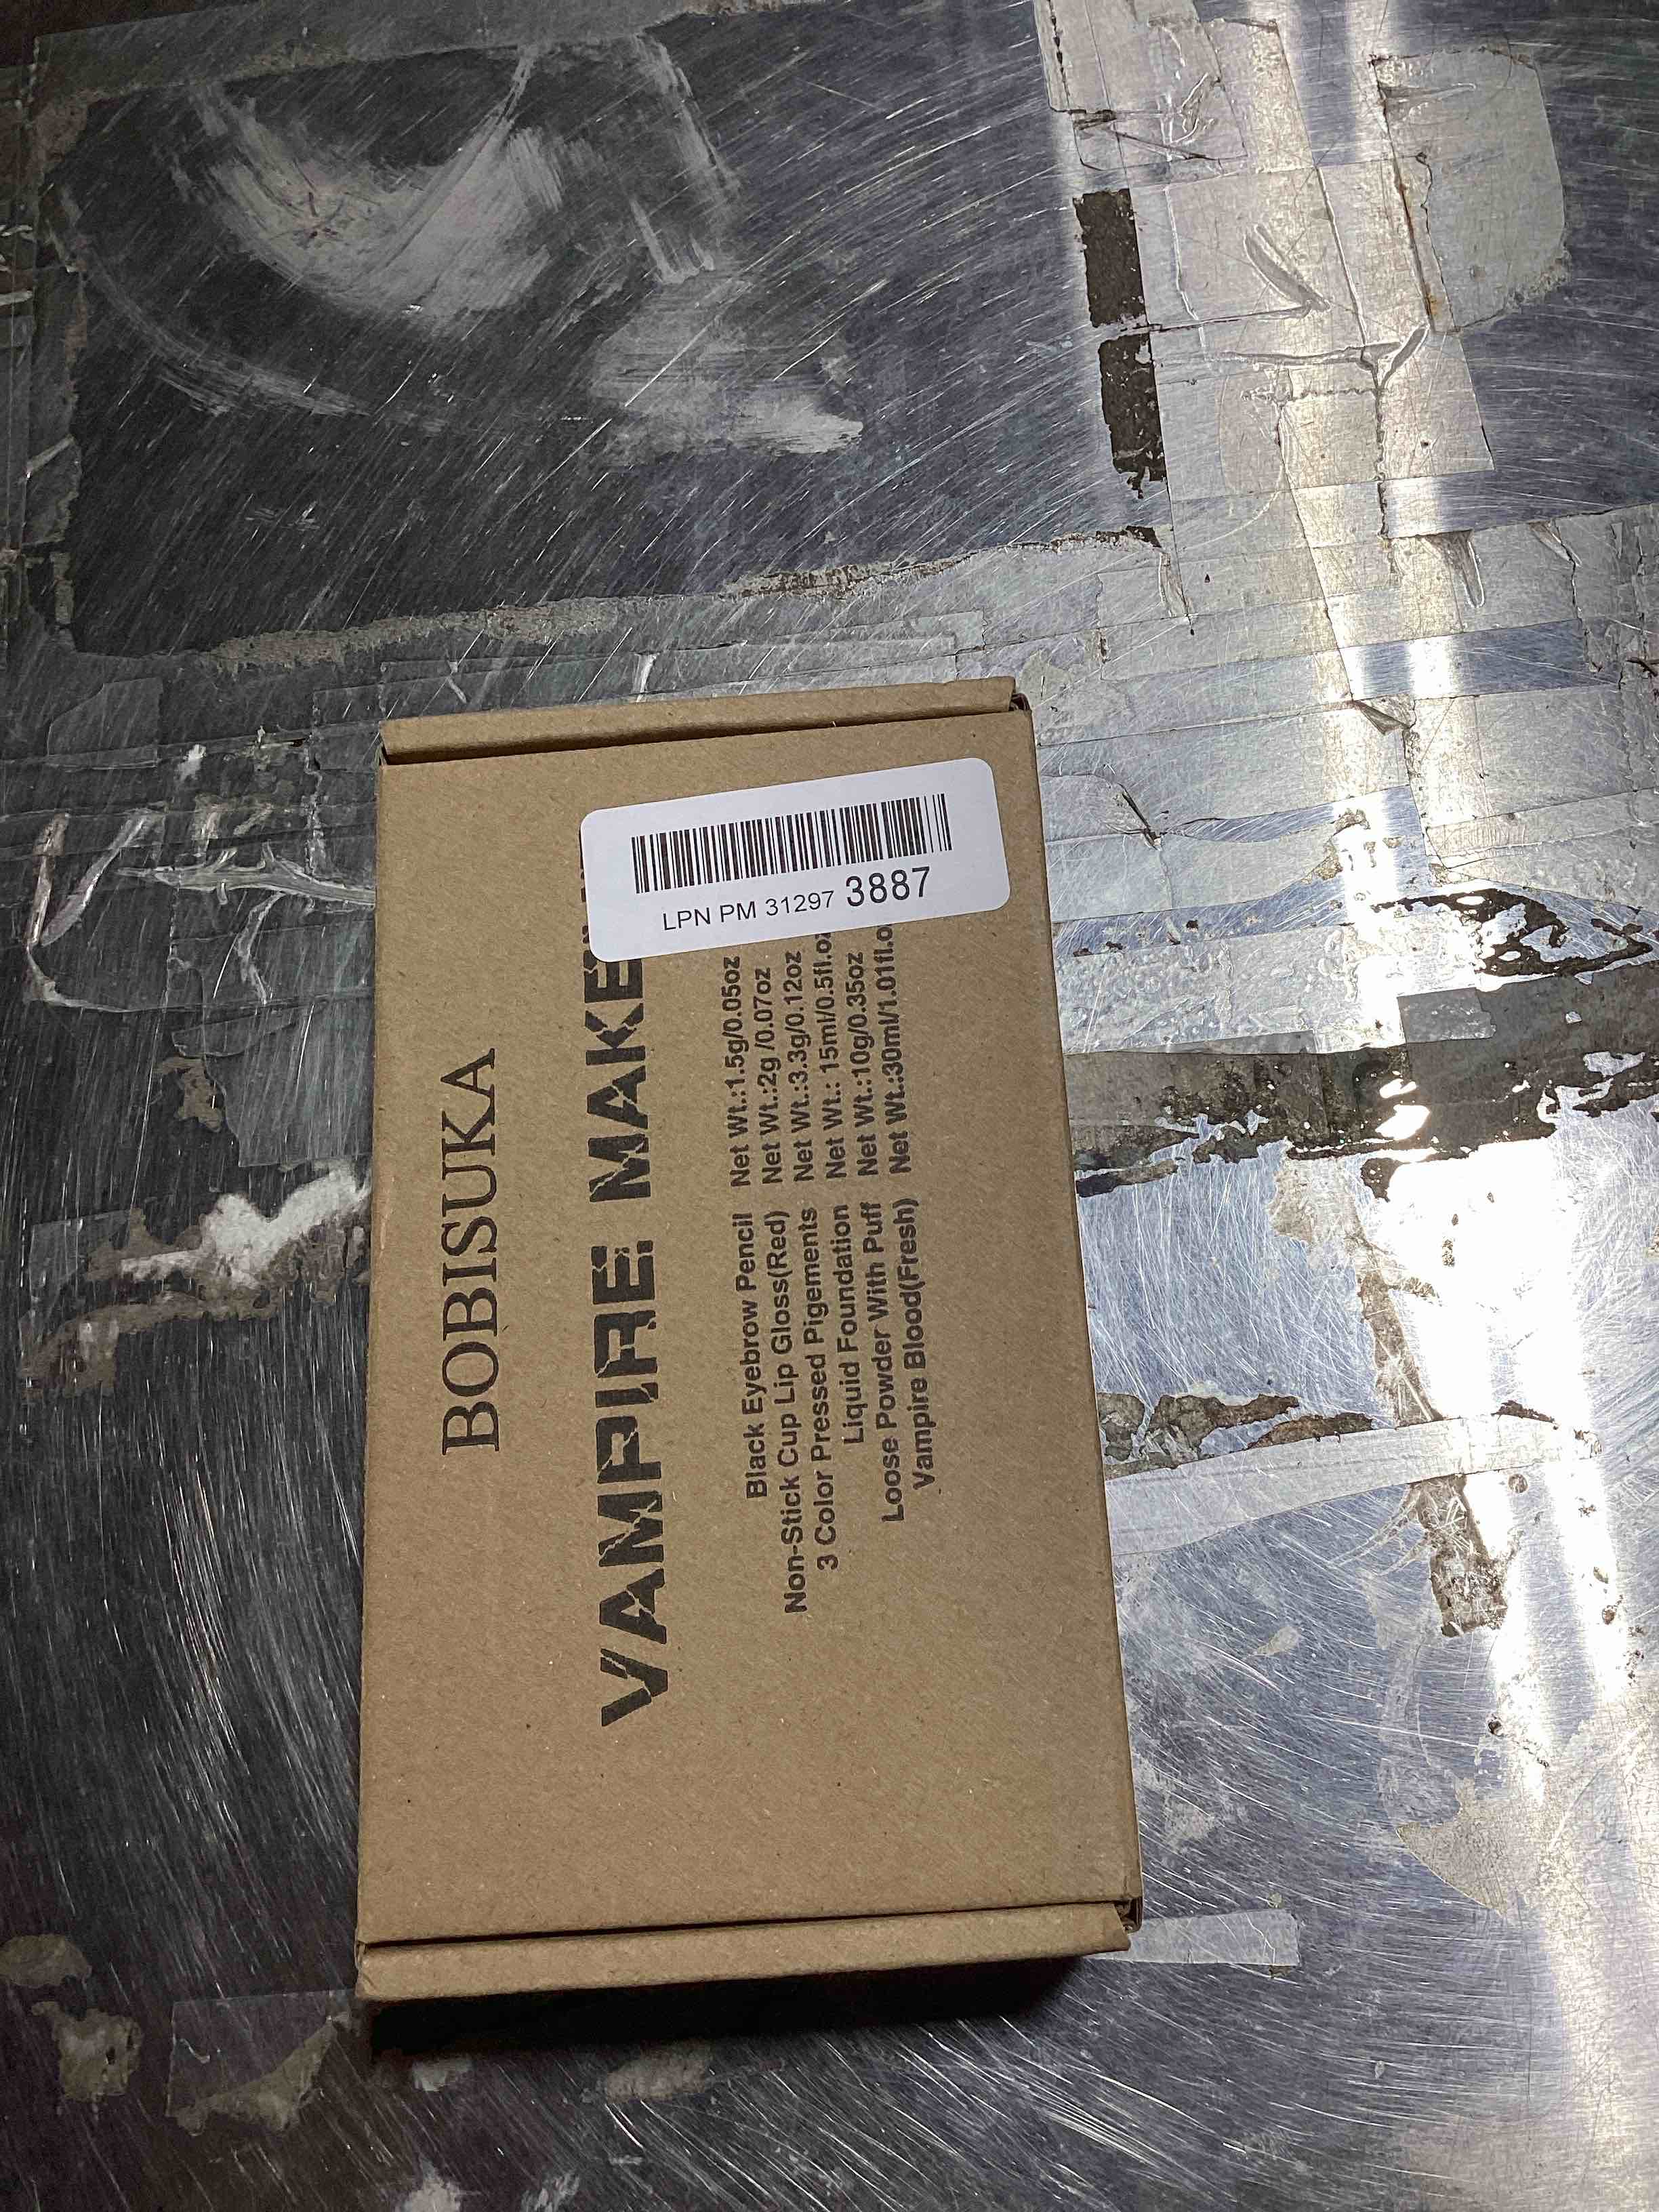 BOBISUKA
VAMPIRE
Black Eyebrow Pencil Net Wt.:1.5g/0.05oz
Non-Stick Cup Lip Gloss(Red) Net Wt.:2g /0.07oz
3 Color Pressed Pigements Net Wt.:3.3g/0.12oz
Liquid Foundation Net Wt.: 15ml/0.5fl.oz
Loose Powder With Puff Net Wt.:10g/0.35oz
Vampire Blood(Fresh) Net Wt.:30ml/1.01fl.o
LPN PM 31297 3887